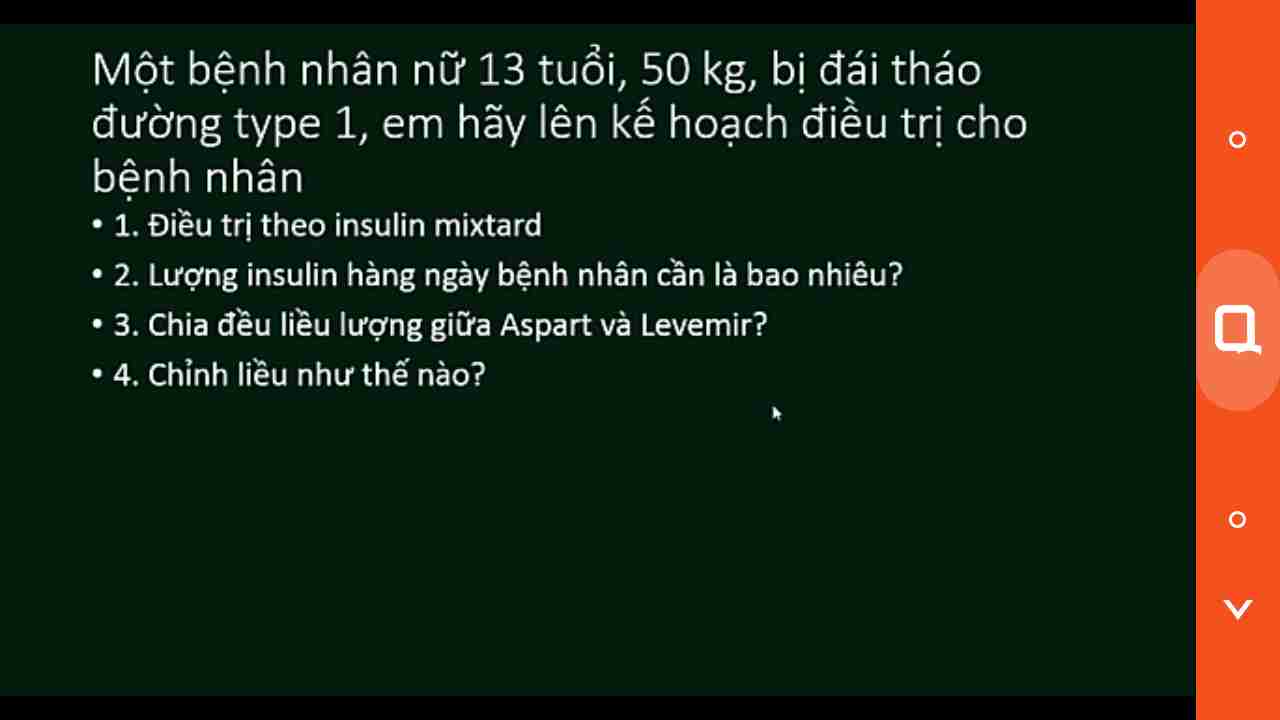 Một bệnh nhân nữ 13 tuổi, 50 kg, bị đái tháo
đường type 1, em hãy lên kế hoạch điều trị cho
bệnh nhân
• 1. Điều trị theo insulin mixtard
• 2. Lượng insulin hàng ngày bệnh nhân cần là bao nhiêu?
• 3. Chia đều liều lượng giữa Aspart và Levemir?
• 4. Chỉnh liều như thế nào?